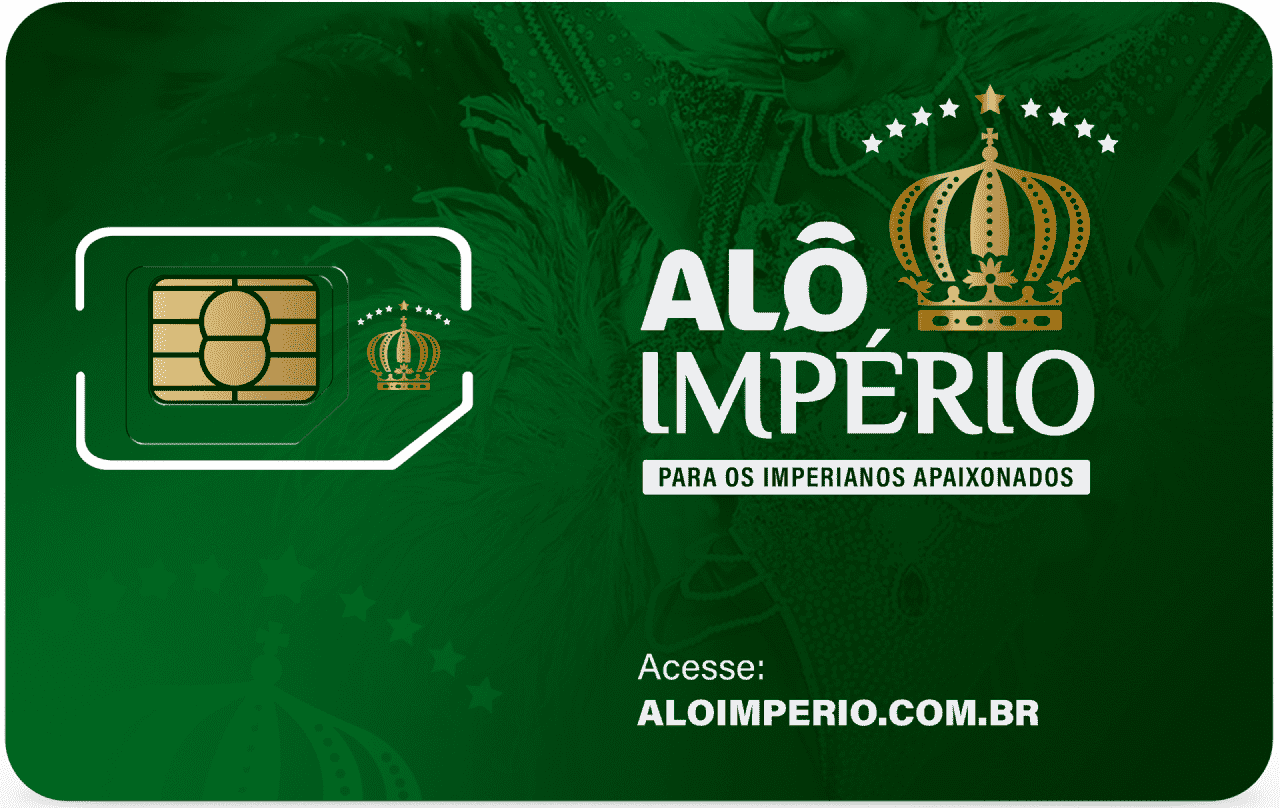 ALÔ
IMPÉRIO
PARA OS IMPERIANOS APAIXONADOS
Acesse:
ALOIMPERIO.COM.BR